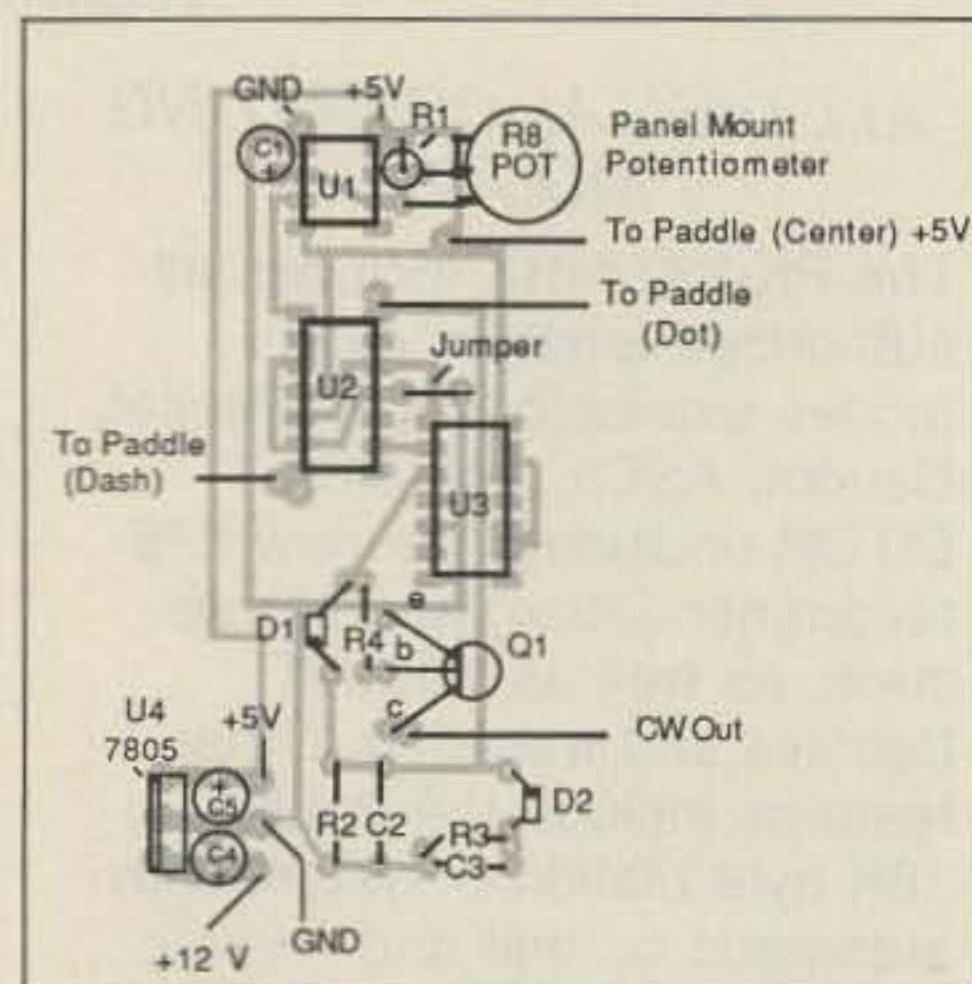 GND +5V
R1
C1
+
U1
R8
POT
Panel Mount
Potentiometer
To Paddle (Center) +5V
To Paddle
(Dot)
Jumper
U2
To Paddle
(Dash)
U3
D1
R4
e
b
c
Q1
CW Out
U4
7805
+5V
+
C5
C4
+
R2 C2
R3
C3
D2
GND
+12 V